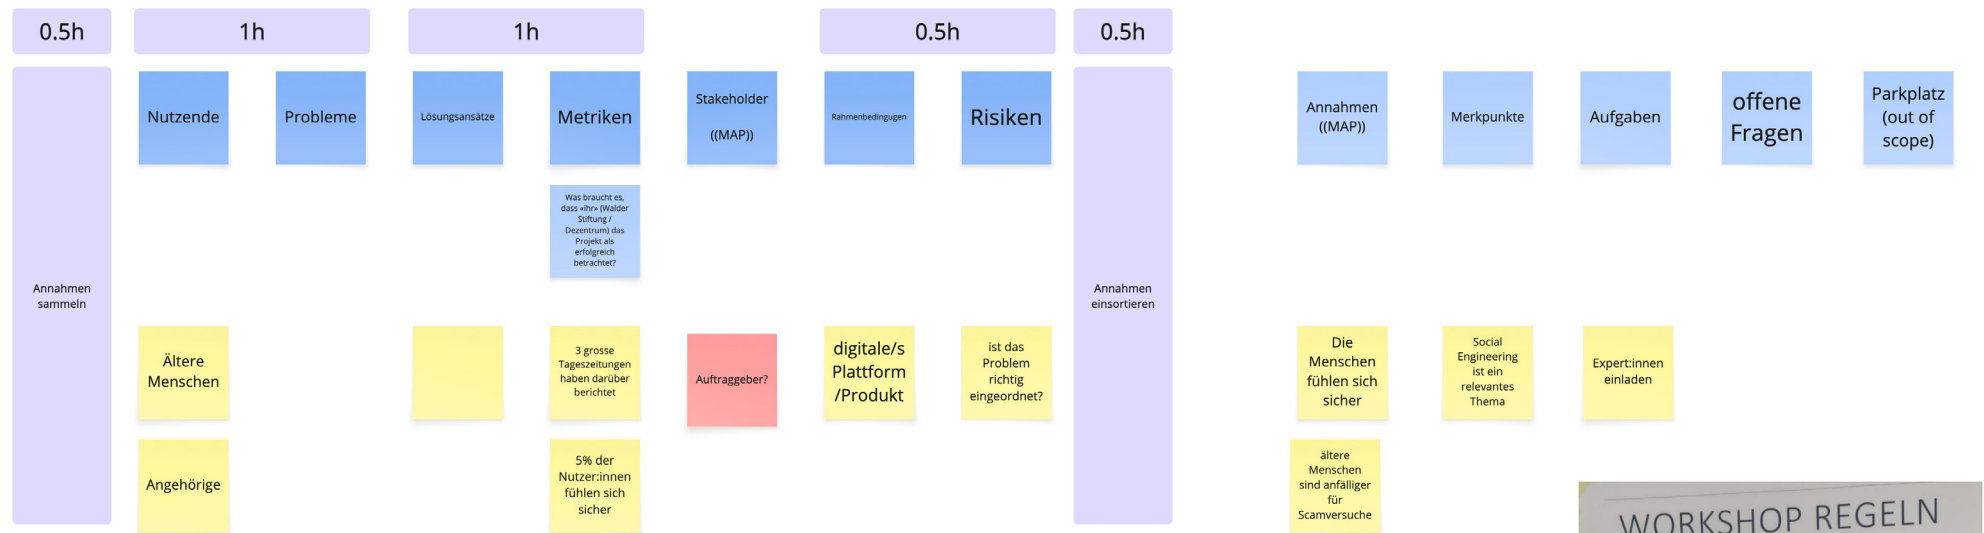 0.5h
1h
1h
0.5h
0.5h
Annahmen
sammeln
Nutzende
Probleme
Lösungsansätze
Metriken
Stakeholder
((MAP))
Rahmenbedingugen
Risiken
Annahmen
einsortieren
Annahmen
((MAP))
Merkpunkte
Aufgaben
offene
Fragen
Parkplatz
(out of
scope)
Was braucht es,
dass «ihr» (Walder
Stiftung /
Dezentrum) das
Projekt als
erfolgreich
betrachtet?
Ältere
Menschen
3 grosse
Tageszeitungen
haben darüber
berichtet
Auftraggeber?
digitale/s
Plattform
/Produkt
ist das
Problem
richtig
eingeordnet?
Die
Menschen
fühlen sich
sicher
Social
Engineering
ist ein
relevantes
Thema
Expert:innen
einladen
Angehörige
5% der
Nutzer:innen
fühlen sich
sicher
ältere
Menschen
sind anfälliger
für
Scamversuche
WORKSHOP REGELN